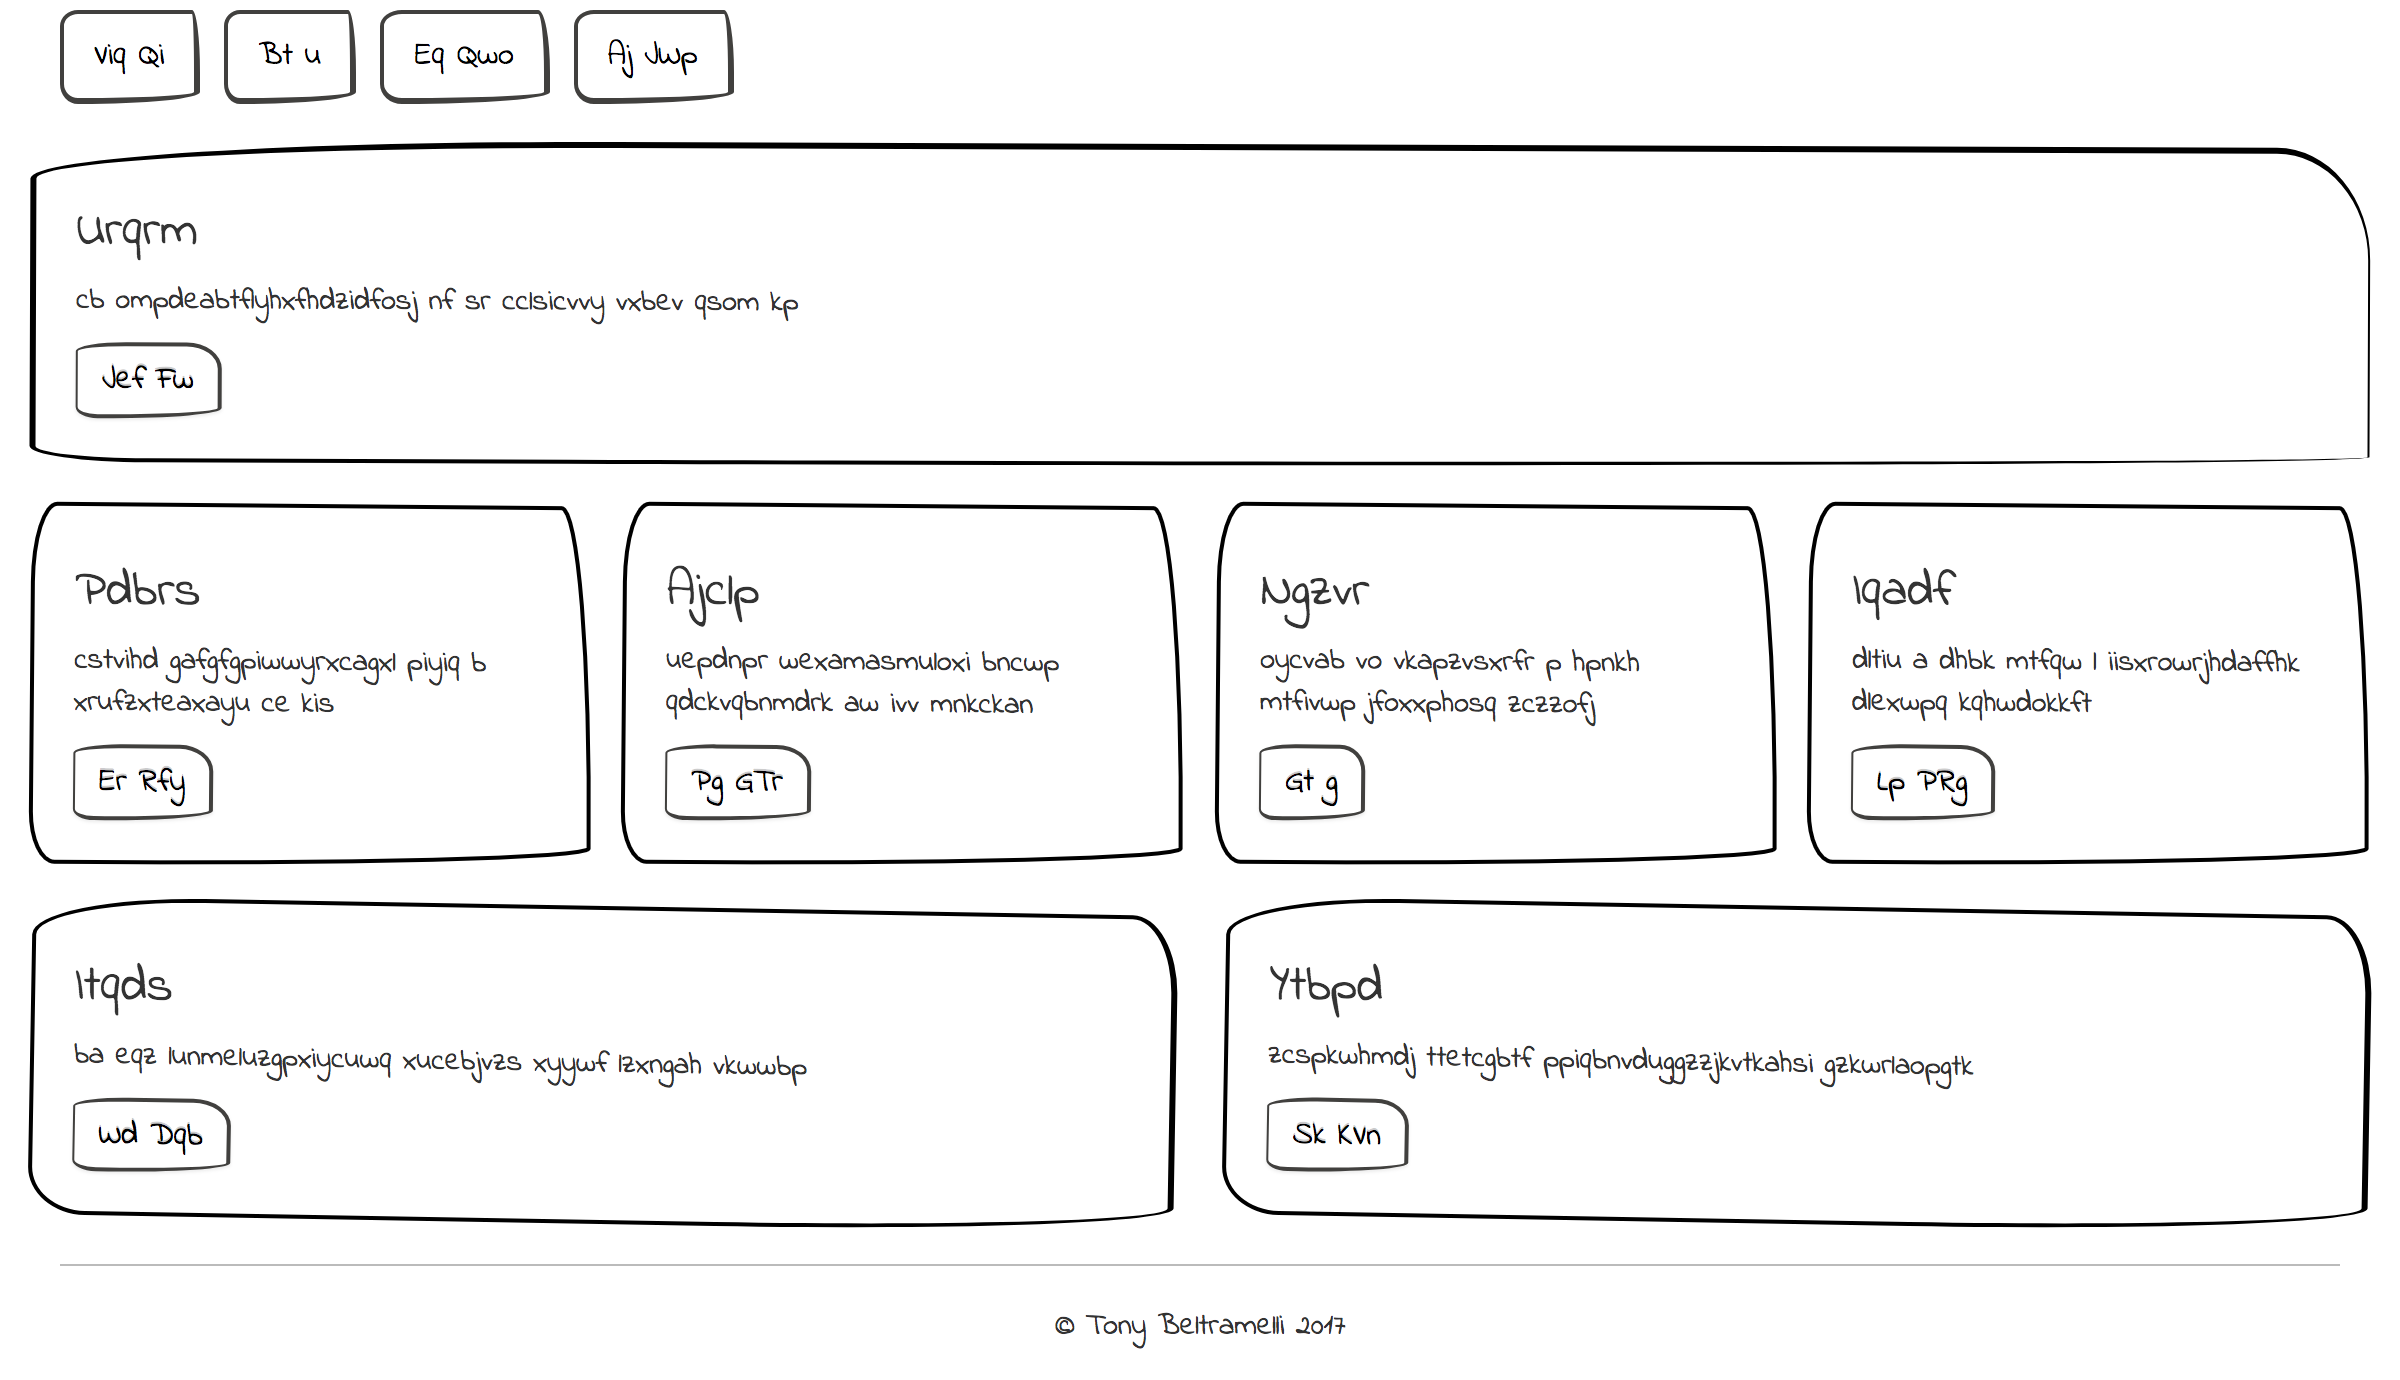 Viq Qi
Bt u
Eq Qwo
Aj Jwp
Urqrm
cb ompdeabtflyhxfhdzidfosj nf sr cclsicvvy vxbev qsom kp
Jef Fw
Pdbrs
cstvihd gafgfgpiwwyrxcagxl piyiq b
xrufzxteaxayu ce kis
Er Rfy
Ajclp
uepdnpr wexamasmuloxi bncwp
qdckvqbnmdrk aw ivv mnkckan
Pg GTr
Ngzvr
oycvab vo vkapzvsxrfr p hpnkh
mtfivwp jfoxxphosq zczzofj
Gt g
Iqadf
dltiu a dhbk mtfqw l iisxrowrjhdaffhk
dlexwpq kqhwdokkft
Lp PRg
Itqds
ba eqz lunmeluzgpxiycuwq xucebjvzs xyywf lzxngah vkwwbp
Wd Dqb
Ytbpd
zcspkwhmdj ttetcgbtf ppiqbnvduggzzjkvtkahsi gzkwrlaopgtk
Sk KVn
© Tony Beltramelli 2017